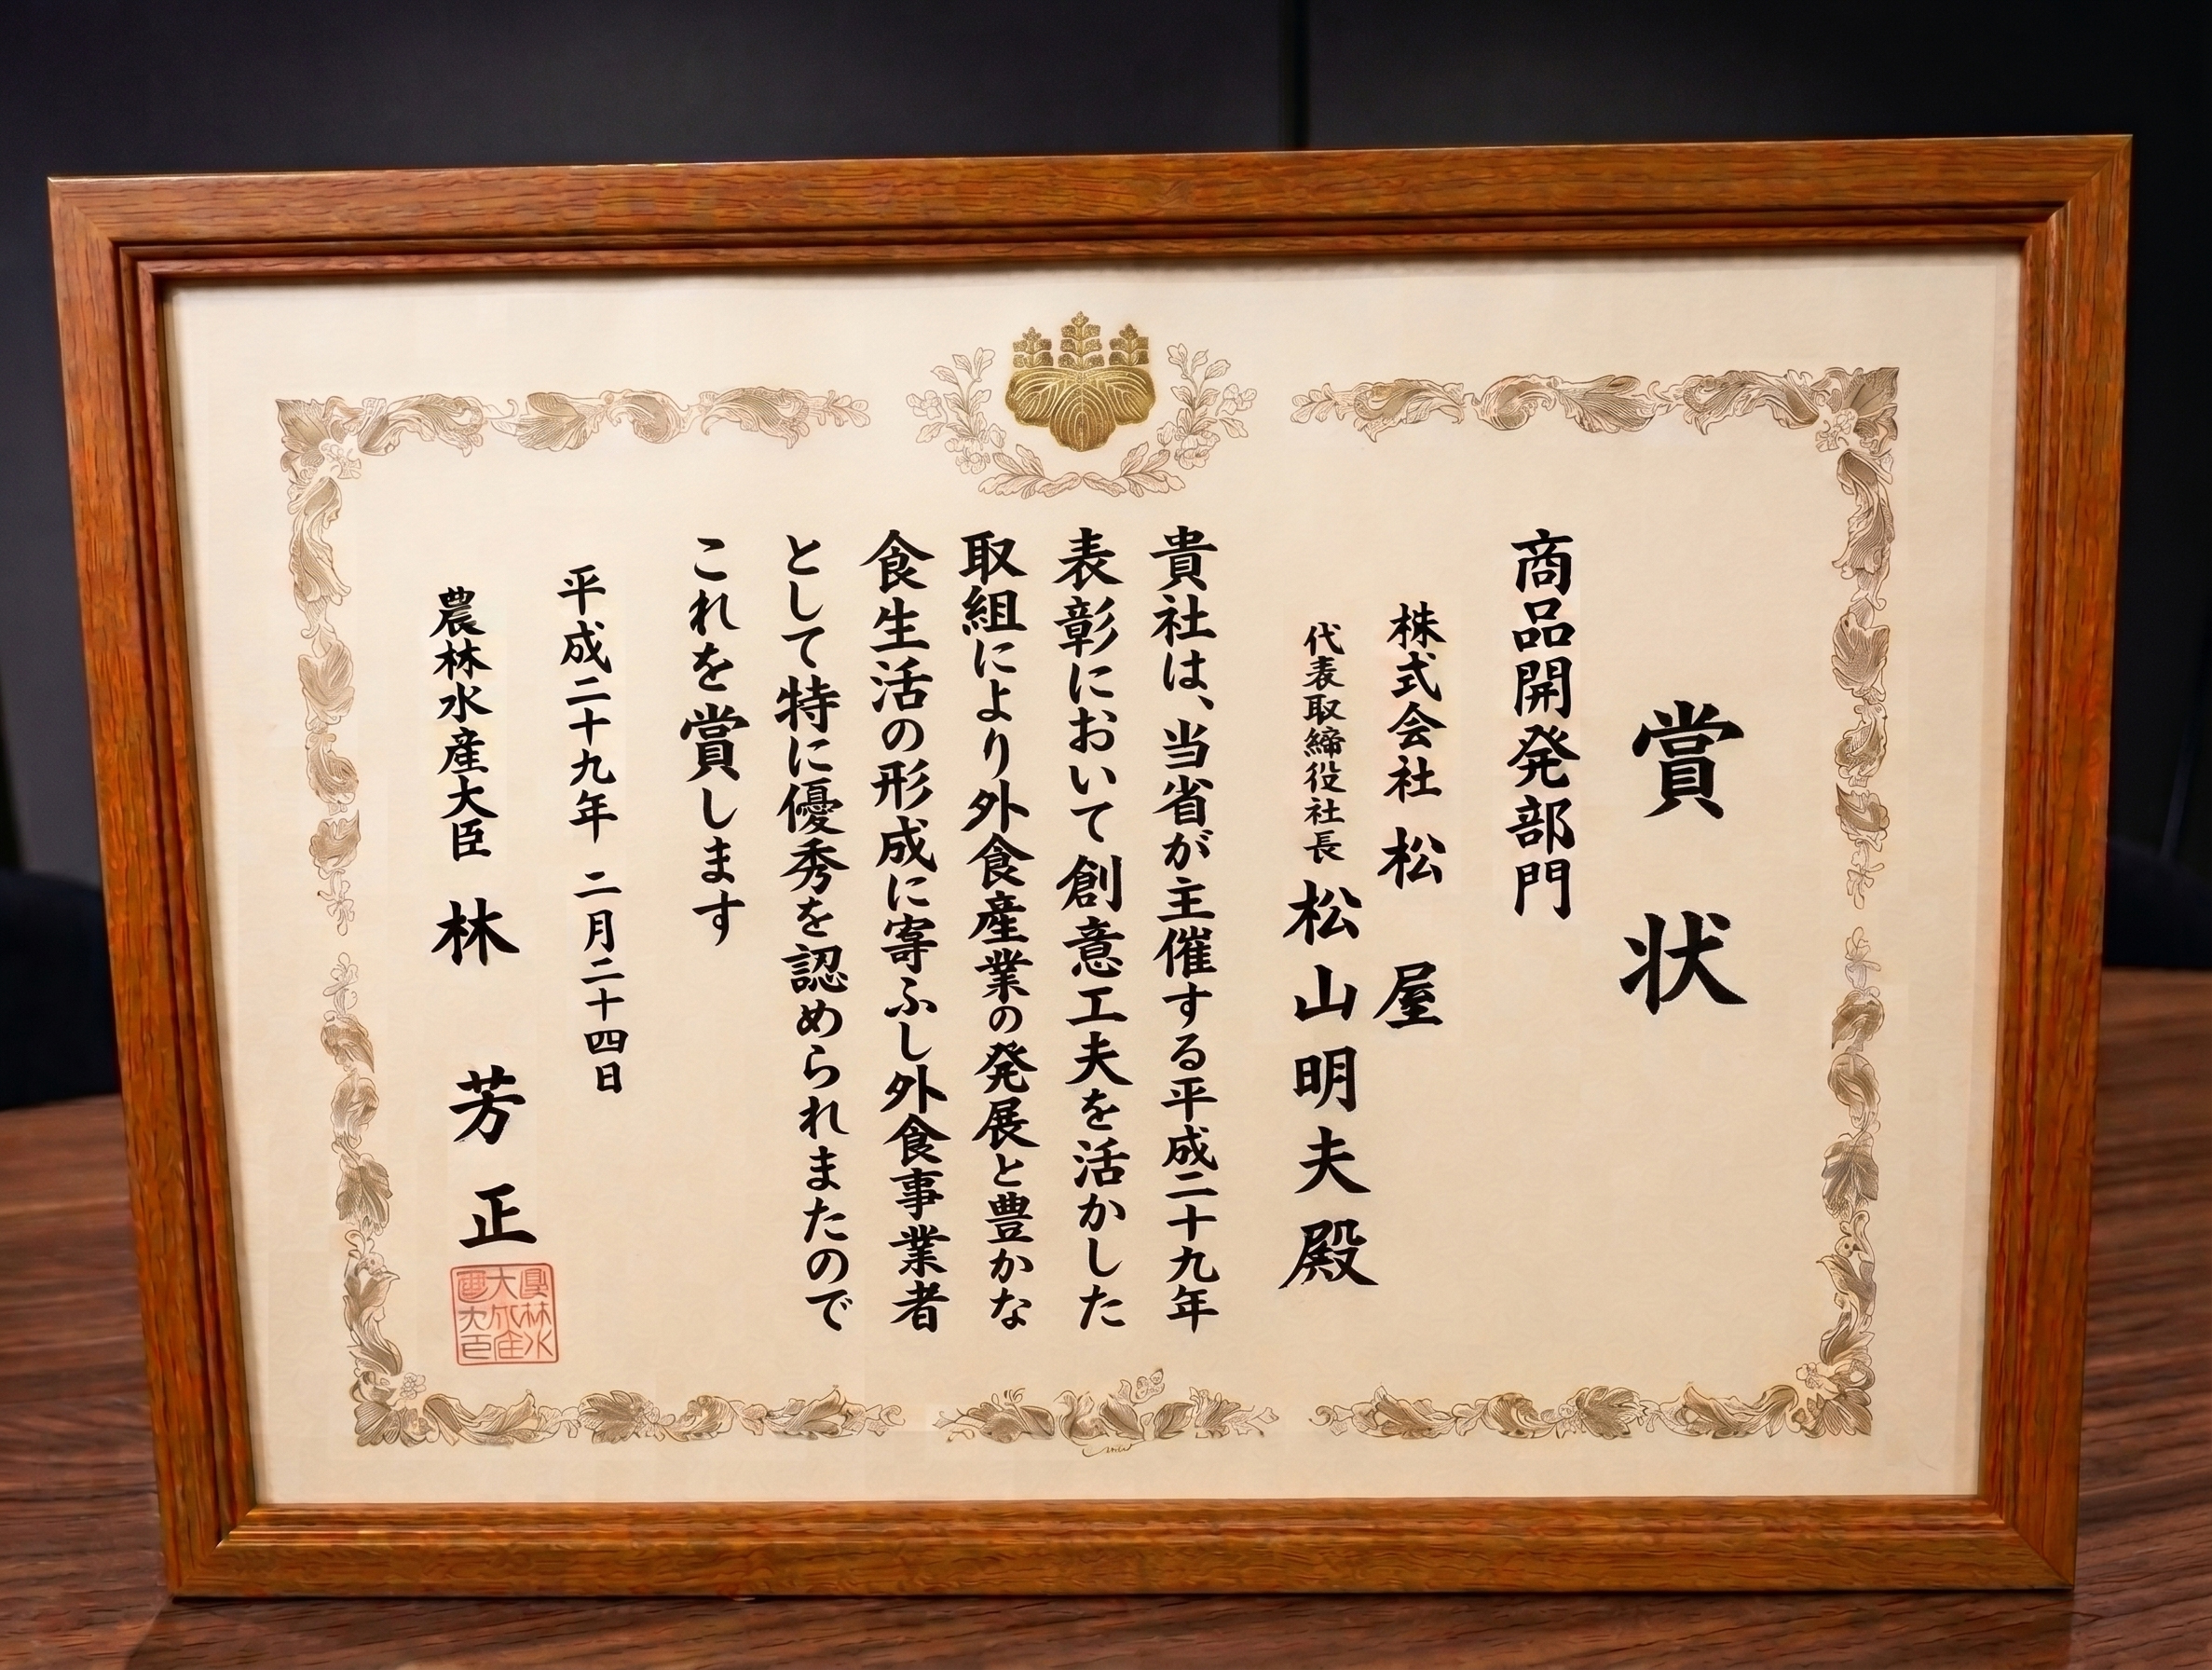 賞状
商品開発部門
株式会社 松屋
代表取締役社長 松山明夫殿
貴社は、当省が主催する平成二十九年
表彰において創意工夫を活かした
取組により外食産業の発展と豊かな
食生活の形成に寄ふし外食事業者
として特に優秀を認められまたので
これを賞します
平成二十九年 二月二十四日
農林水産大臣 林 芳正